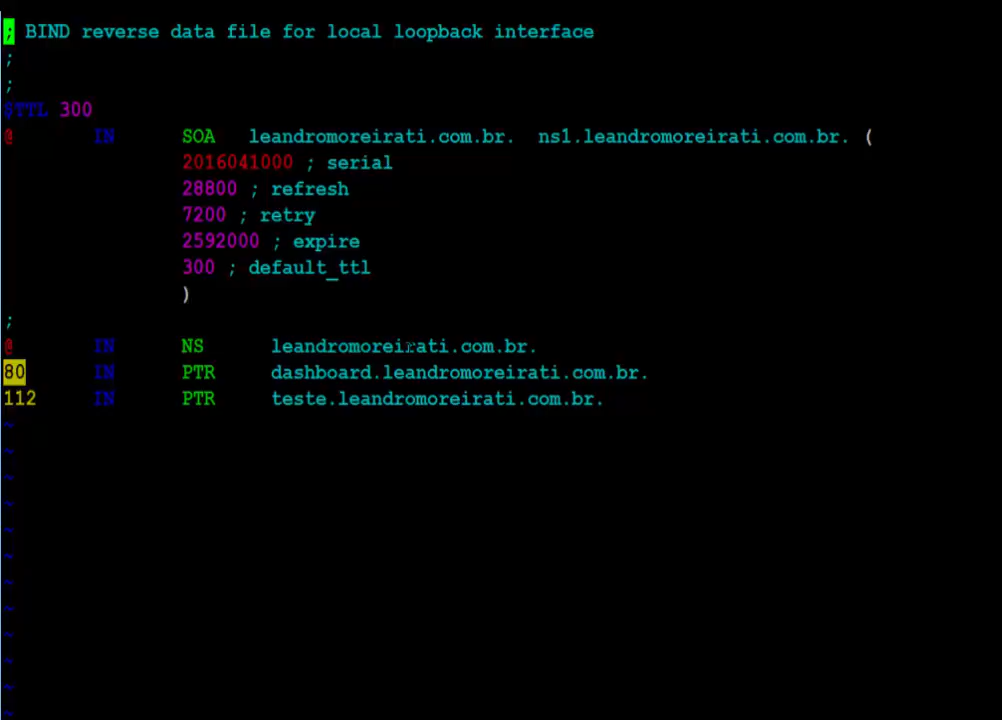 ; BIND reverse data file for local loopback interface
;
;
$TTL 300
@ IN SOA leandromoreirati.com.br. ns1.leandromoreirati.com.br. (
2016041000 ; serial
28800 ; refresh
7200 ; retry
2592000 ; expire
300 ; default_ttl
)
;
@ IN NS leandromoreirati.com.br.
80 IN PTR dashboard.leandromoreirati.com.br.
112 IN PTR teste.leandromoreirati.com.br.
~
~
~
~
~
~
~
~
~
~
~
~